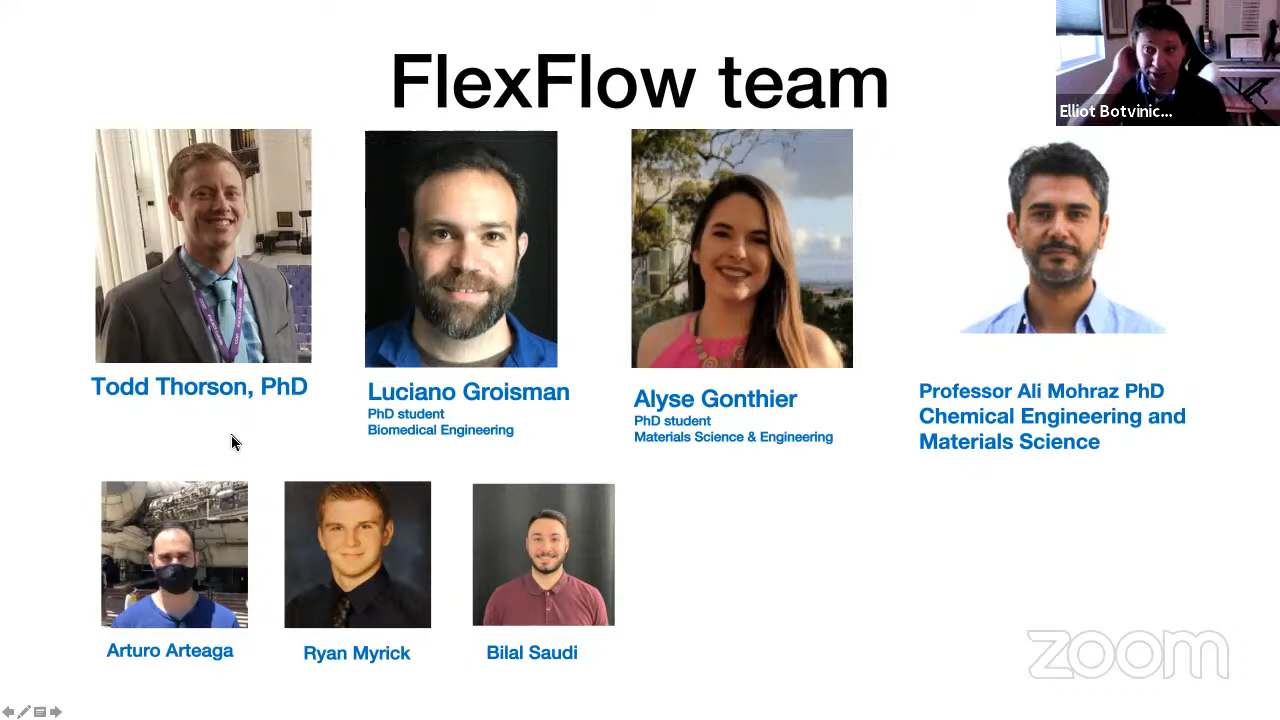 FlexFlow team
Elliot Botvinic...
Todd Thorson, PhD
Luciano Groisman
PhD student
Biomedical Engineering
Alyse Gonthier
PhD student
Materials Science & Engineering
Professor Ali Mohraz PhD
Chemical Engineering and
Materials Science
Arturo Arteaga
Ryan Myrick
Bilal Saudi
zoom